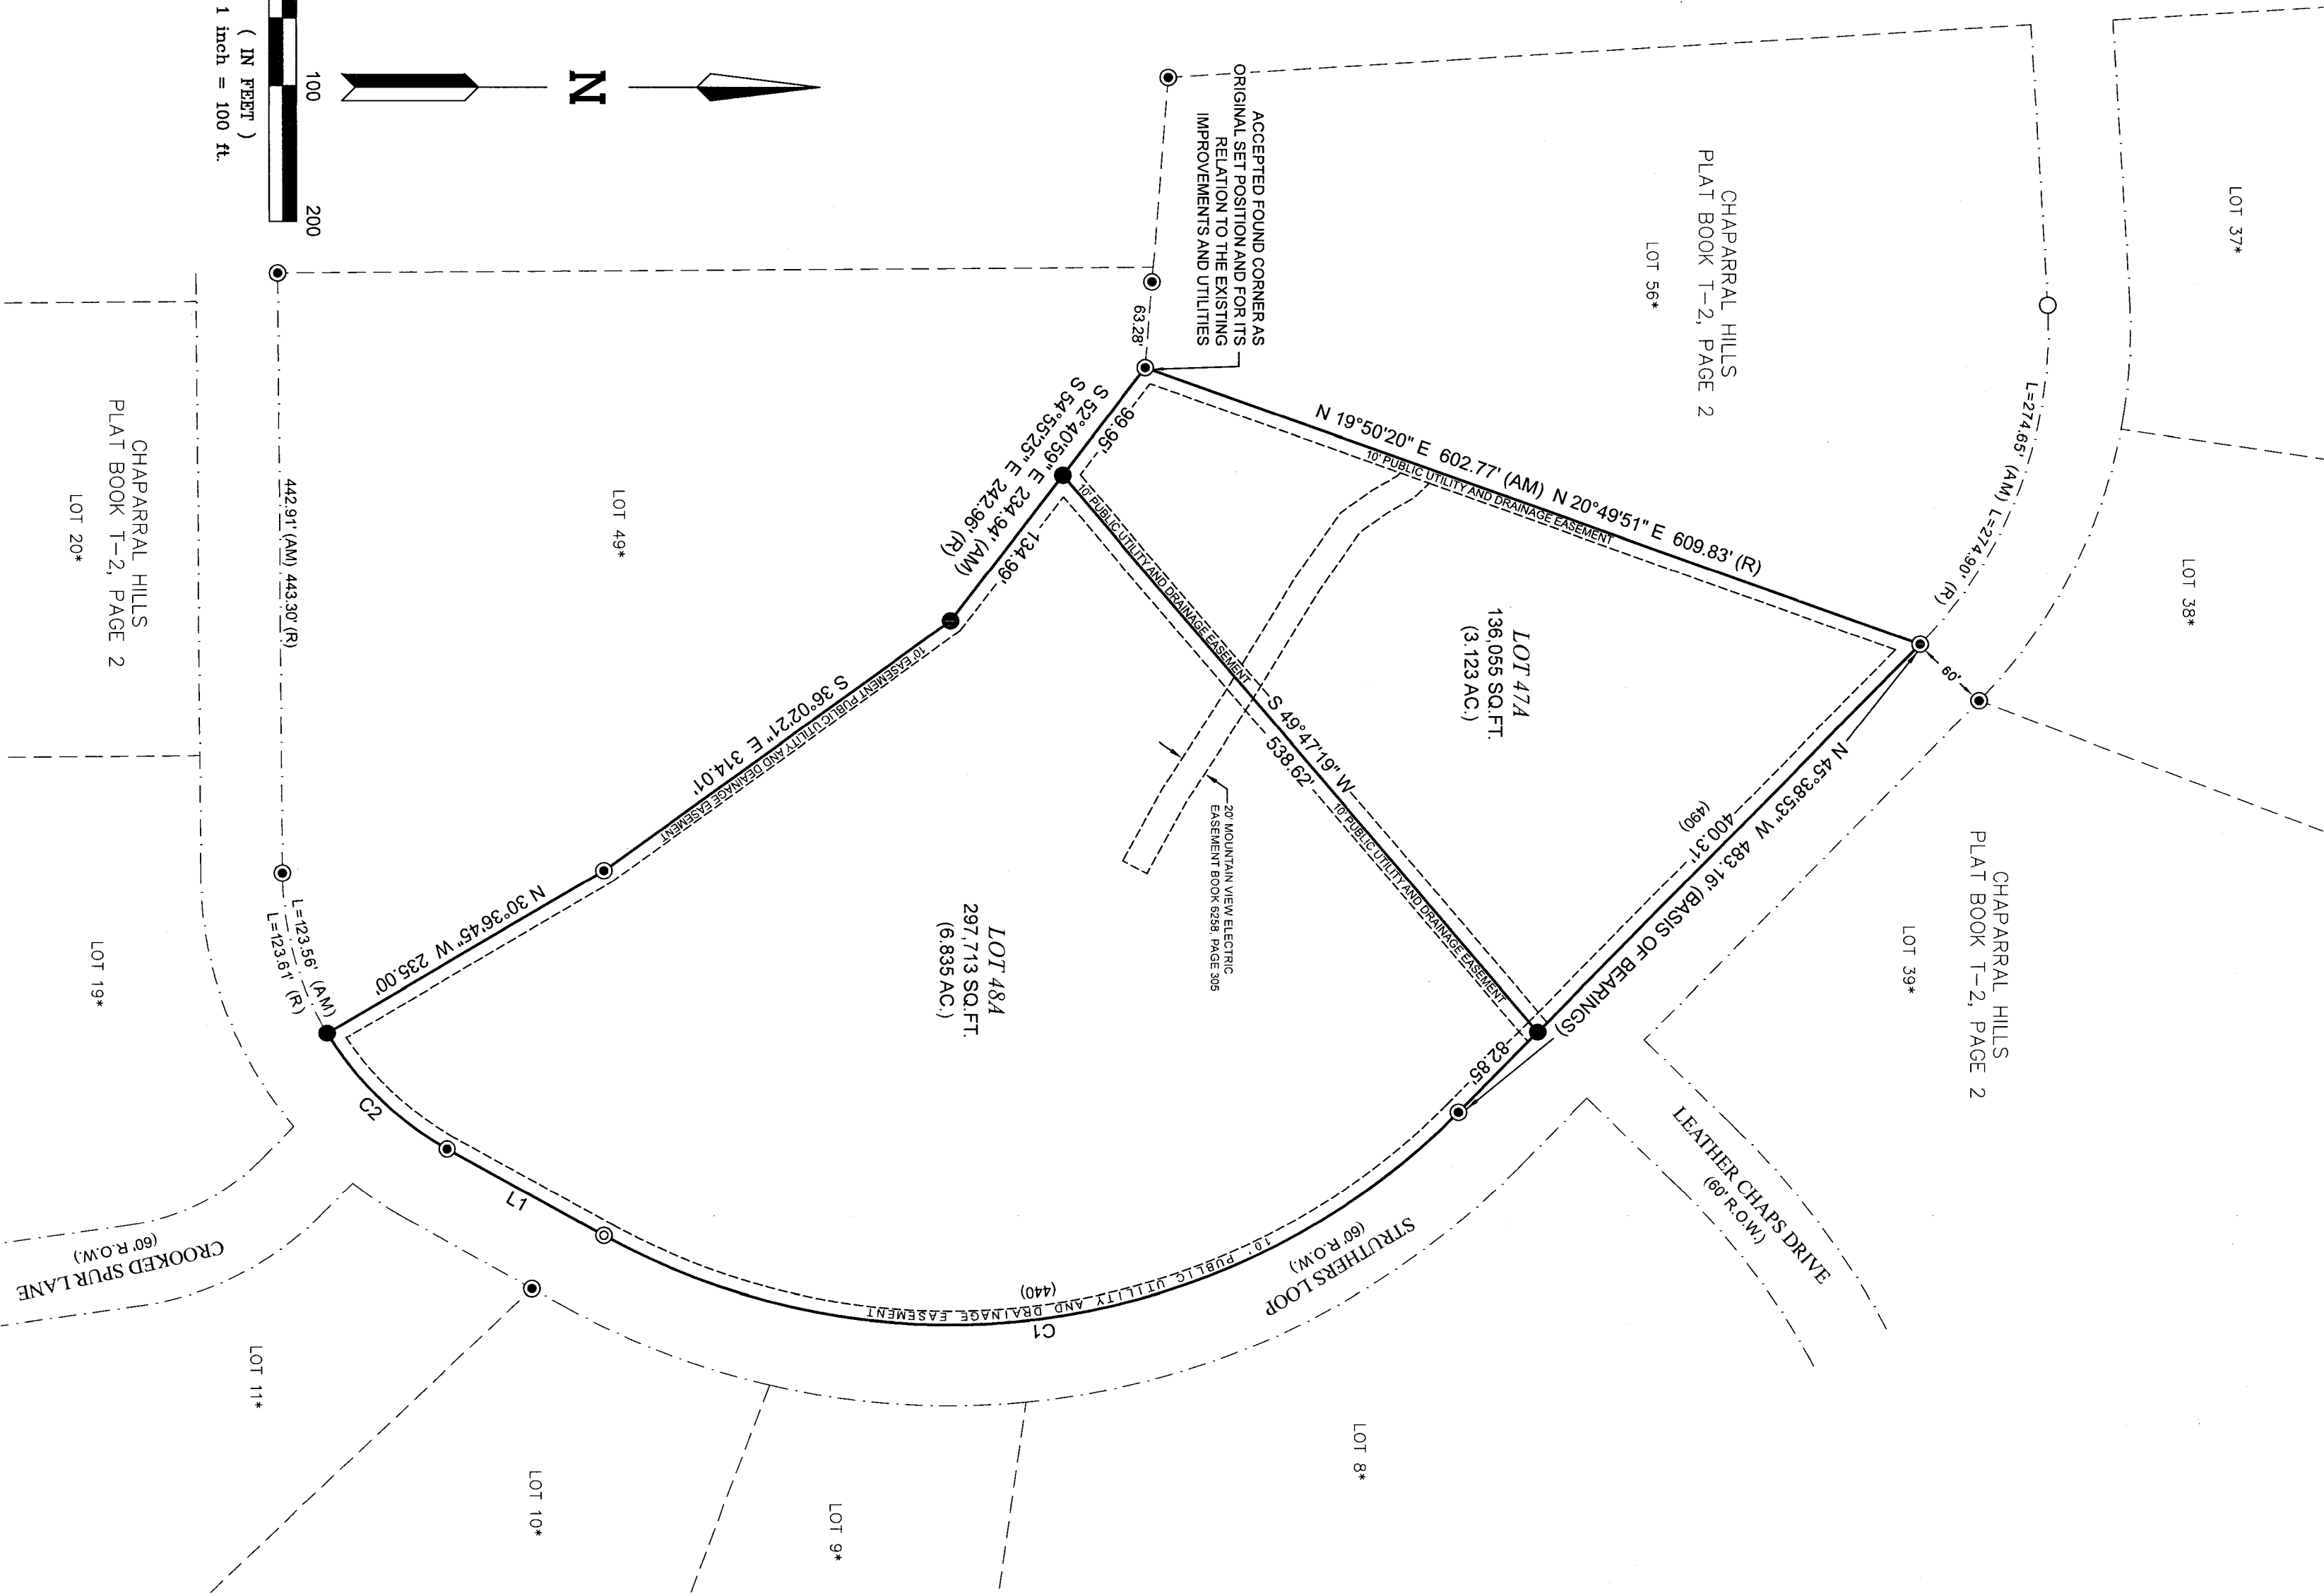 ( IN FEET )
1 inch = 100 ft.
100
200
N
ACCEPTED FOUND CORNER AS
ORIGINAL SET POSITION AND FOR ITS
RELATION TO THE EXISTING
IMPROVEMENTS AND UTILITIES
CHAPARRAL HILLS
PLAT BOOK T-2, PAGE 2
LOT 56*
LOT 37*
LOT 38*
L=274.65' (AM) L=274.90' (R)
60'
63.28'
N 19°50'20" E 602.77' (AM) N 20°49'51" E 609.83' (R)
10' PUBLIC UTILITY AND DRAINAGE EASEMENT
99.95'
S 52°40'59" E 234.94' (AM)
S 54°55'25" E 242.96' (R)
134.99'
10' PUBLIC UTILITY AND DRAINAGE EASEMENT
S 49°47'19" W
538.62'
10' PUBLIC UTILITY AND DRAINAGE EASEMENT
LOT 47A
136,055 SQ.FT.
(3.123 AC.)
N 45°38'53" W 483.16' (BASIS OF BEARINGS)
400.31'
(490)
82.85'
CHAPARRAL HILLS
PLAT BOOK T-2, PAGE 2
LOT 39*
LEATHER CHAPS DRIVE
(60' R.O.W.)
20' MOUNTAIN VIEW ELECTRIC
EASEMENT BOOK 6258, PAGE 305
LOT 48A
297,713 SQ.FT.
(6.835 AC.)
LOT 49*
S 36°02'21" E 314.01'
10' EASEMENT PUBLIC UTILITY AND DEAINAGE EASEMENT
N 30°36'45" W 235.00'
442.91' (AM) 443.30' (R)
L=123.56' (AM)
L=123.61' (R)
CHAPARRAL HILLS
PLAT BOOK T-2, PAGE 2
LOT 20*
LOT 19*
C2
L1
C1
(440)
10' PUBLIC UTILLITY AND DRAINAGE EASEMENT
STRUTHERS LOOP
(60' R.O.W.)
CROOKED SPUR LANE
(60' R.O.W.)
LOT 8*
LOT 9*
LOT 10*
LOT 11*